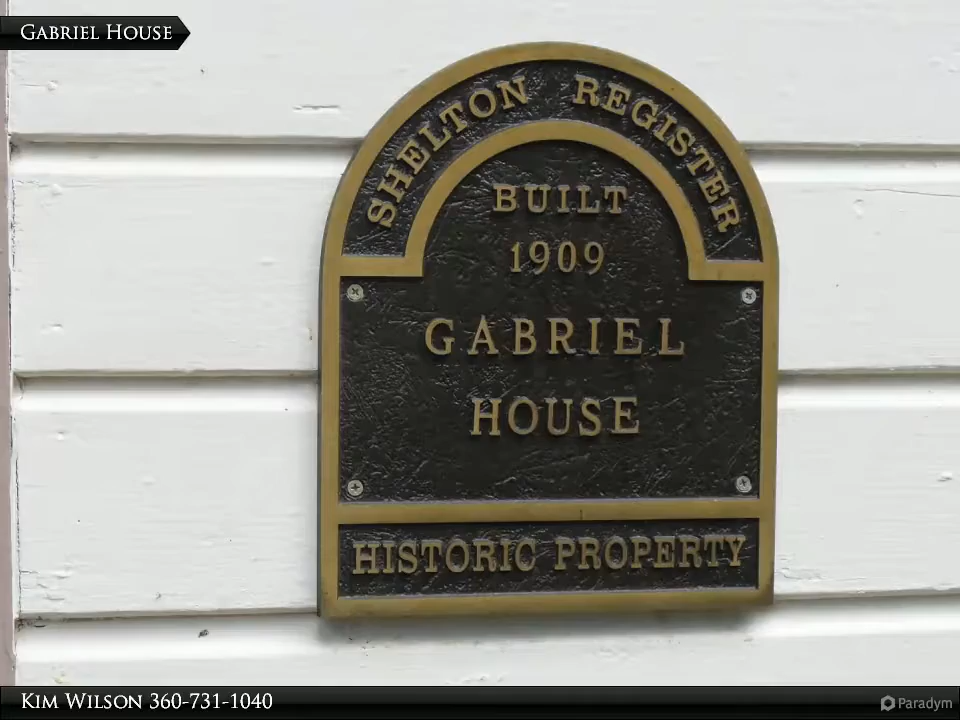 Gabriel House
SHELTON REGISTER
BUILT
1909
GABRIEL
HOUSE
HISTORIC PROPERTY
Kim Wilson 360-731-1040
Paradym